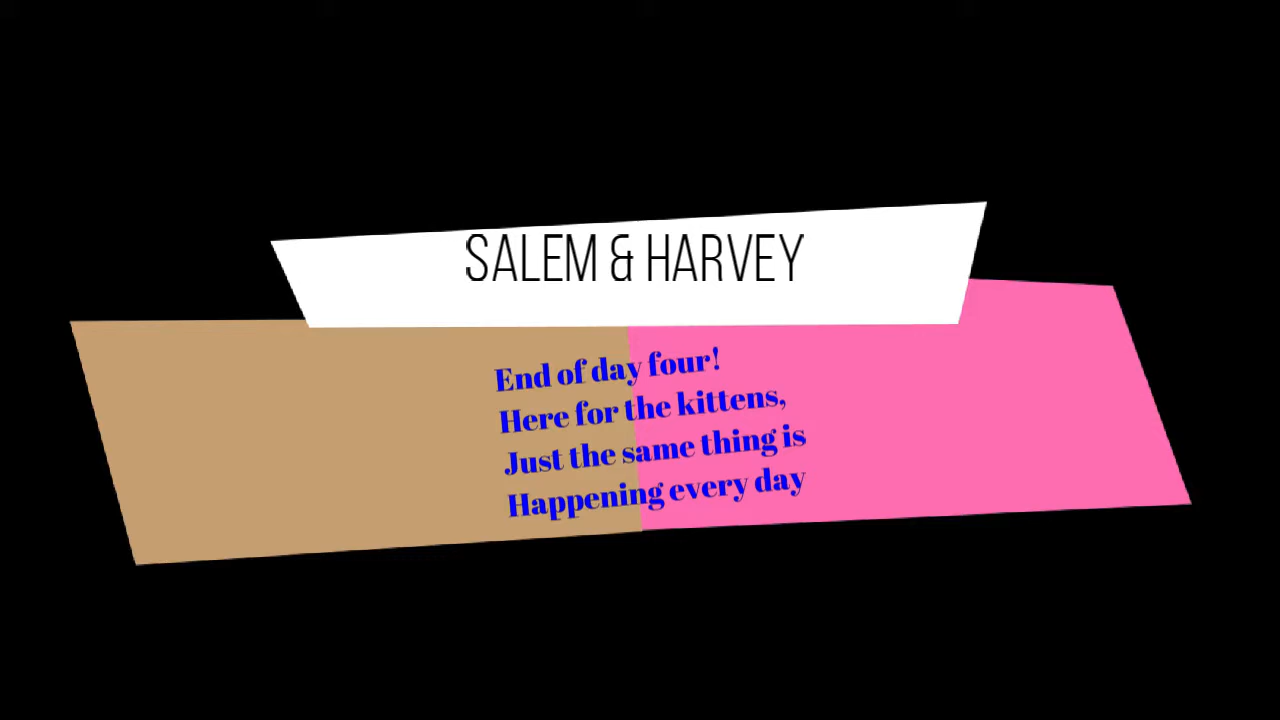 SALEM & HARVEY
End of day four!
Here for the kittens,
Just the same thing is
Happening every day